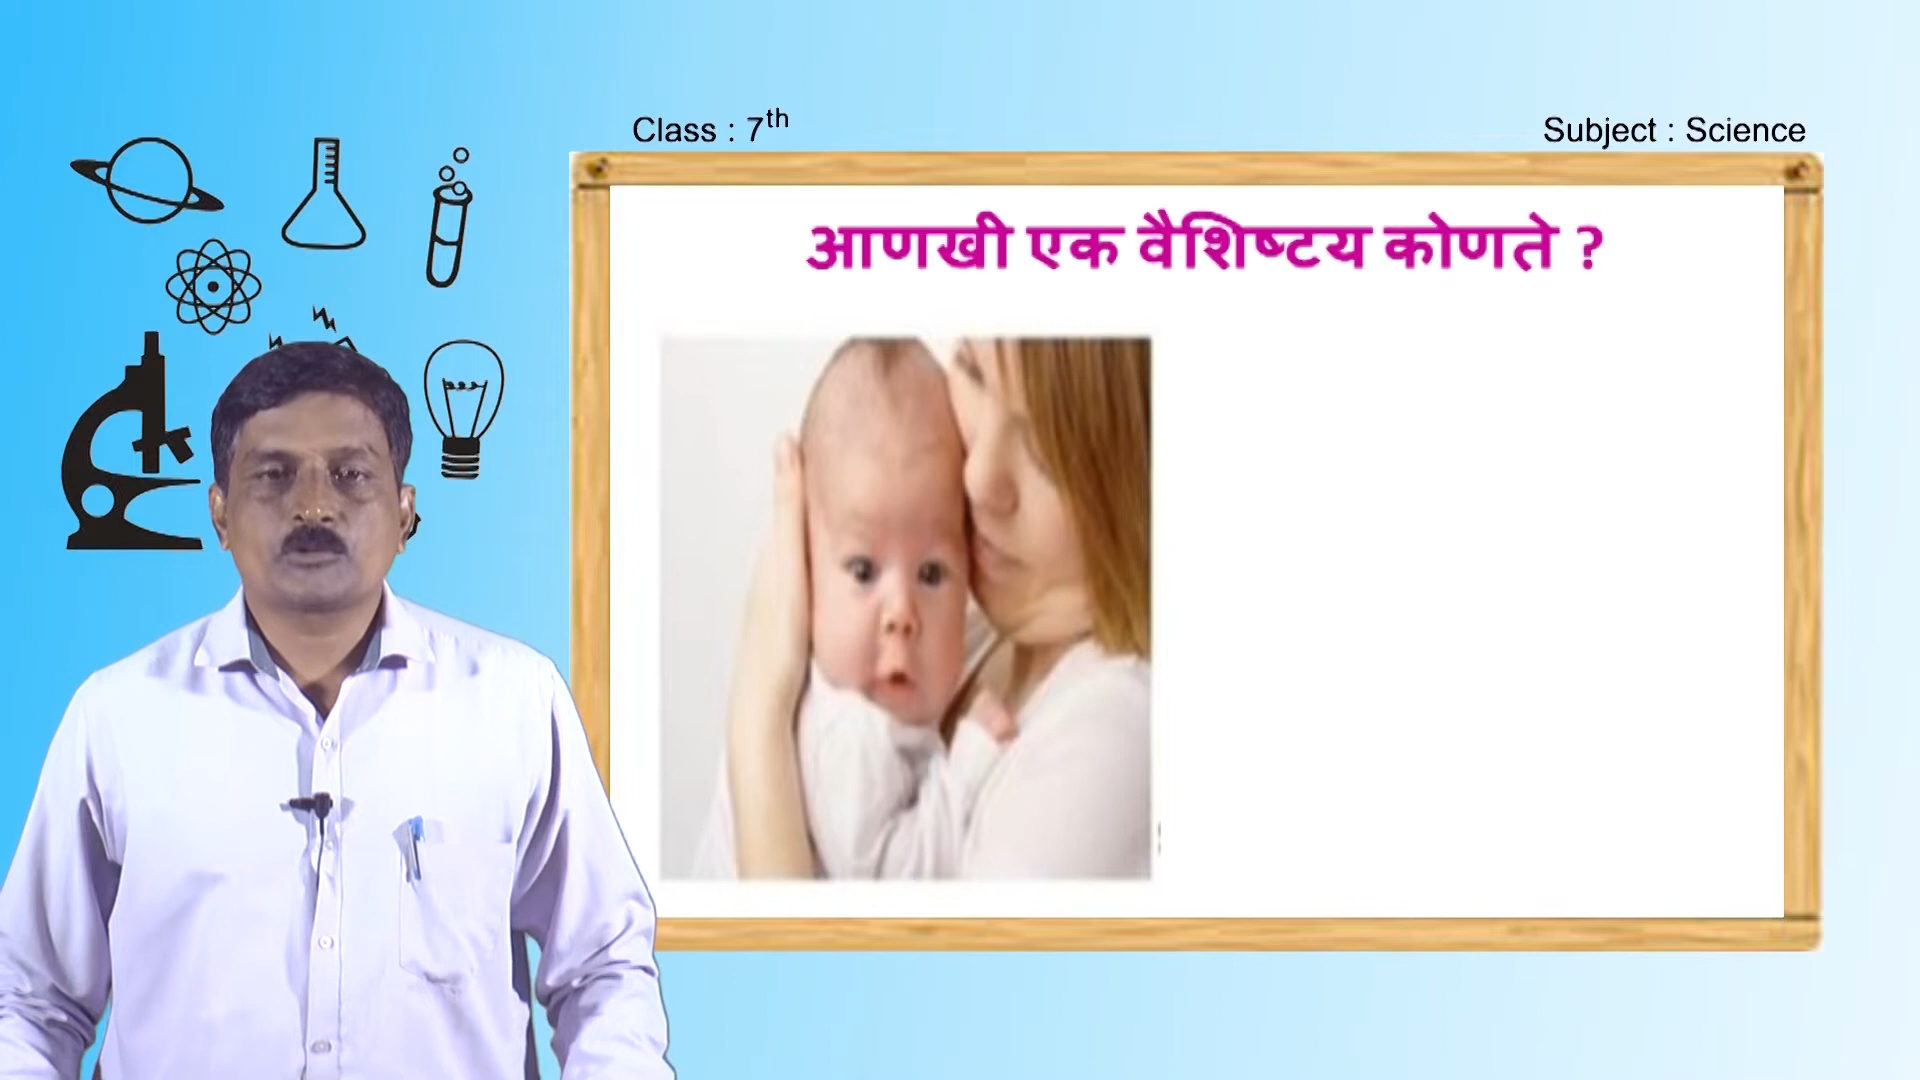 Class : 7th
Subject : Science
आणखी एक वैशिष्टय कोणते ?